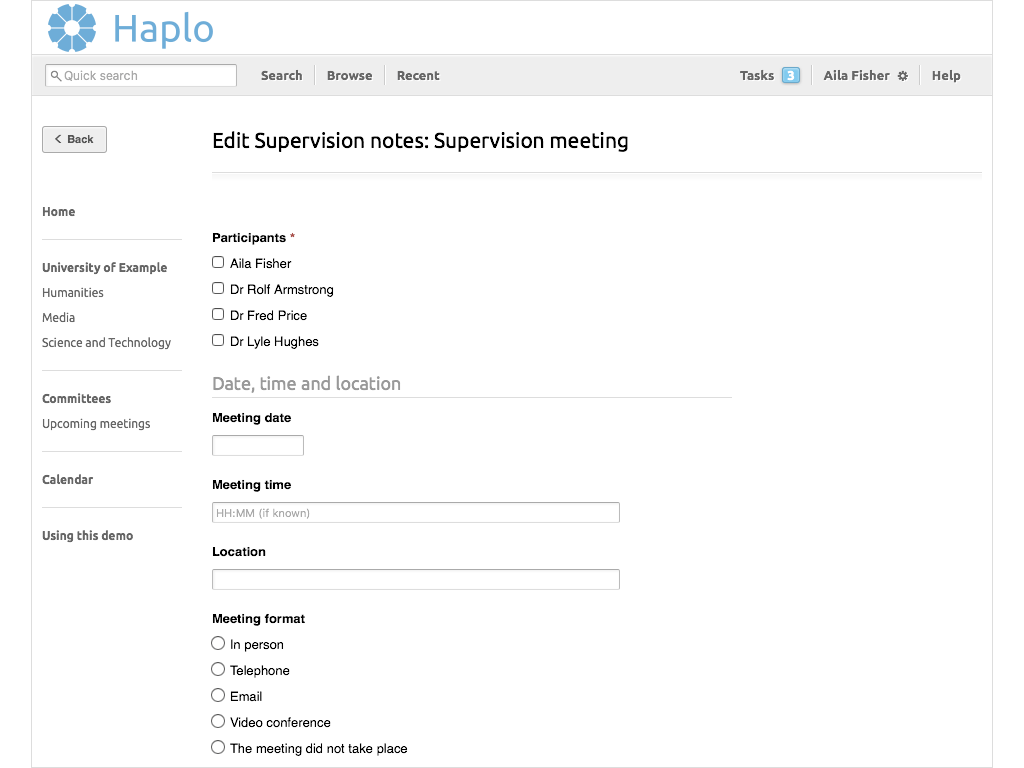 Haplo
Quick search
Search
Browse
Recent
Tasks 3
Aila Fisher
Help
Back
Edit Supervision notes: Supervision meeting
Home
University of Example
Humanities
Media
Science and Technology
Committees
Upcoming meetings
Calendar
Using this demo
Participants *
Aila Fisher
Dr Rolf Armstrong
Dr Fred Price
Dr Lyle Hughes
Date, time and location
Meeting date
Meeting time
HH:MM (if known)
Location
Meeting format
In person
Telephone
Email
Video conference
The meeting did not take place